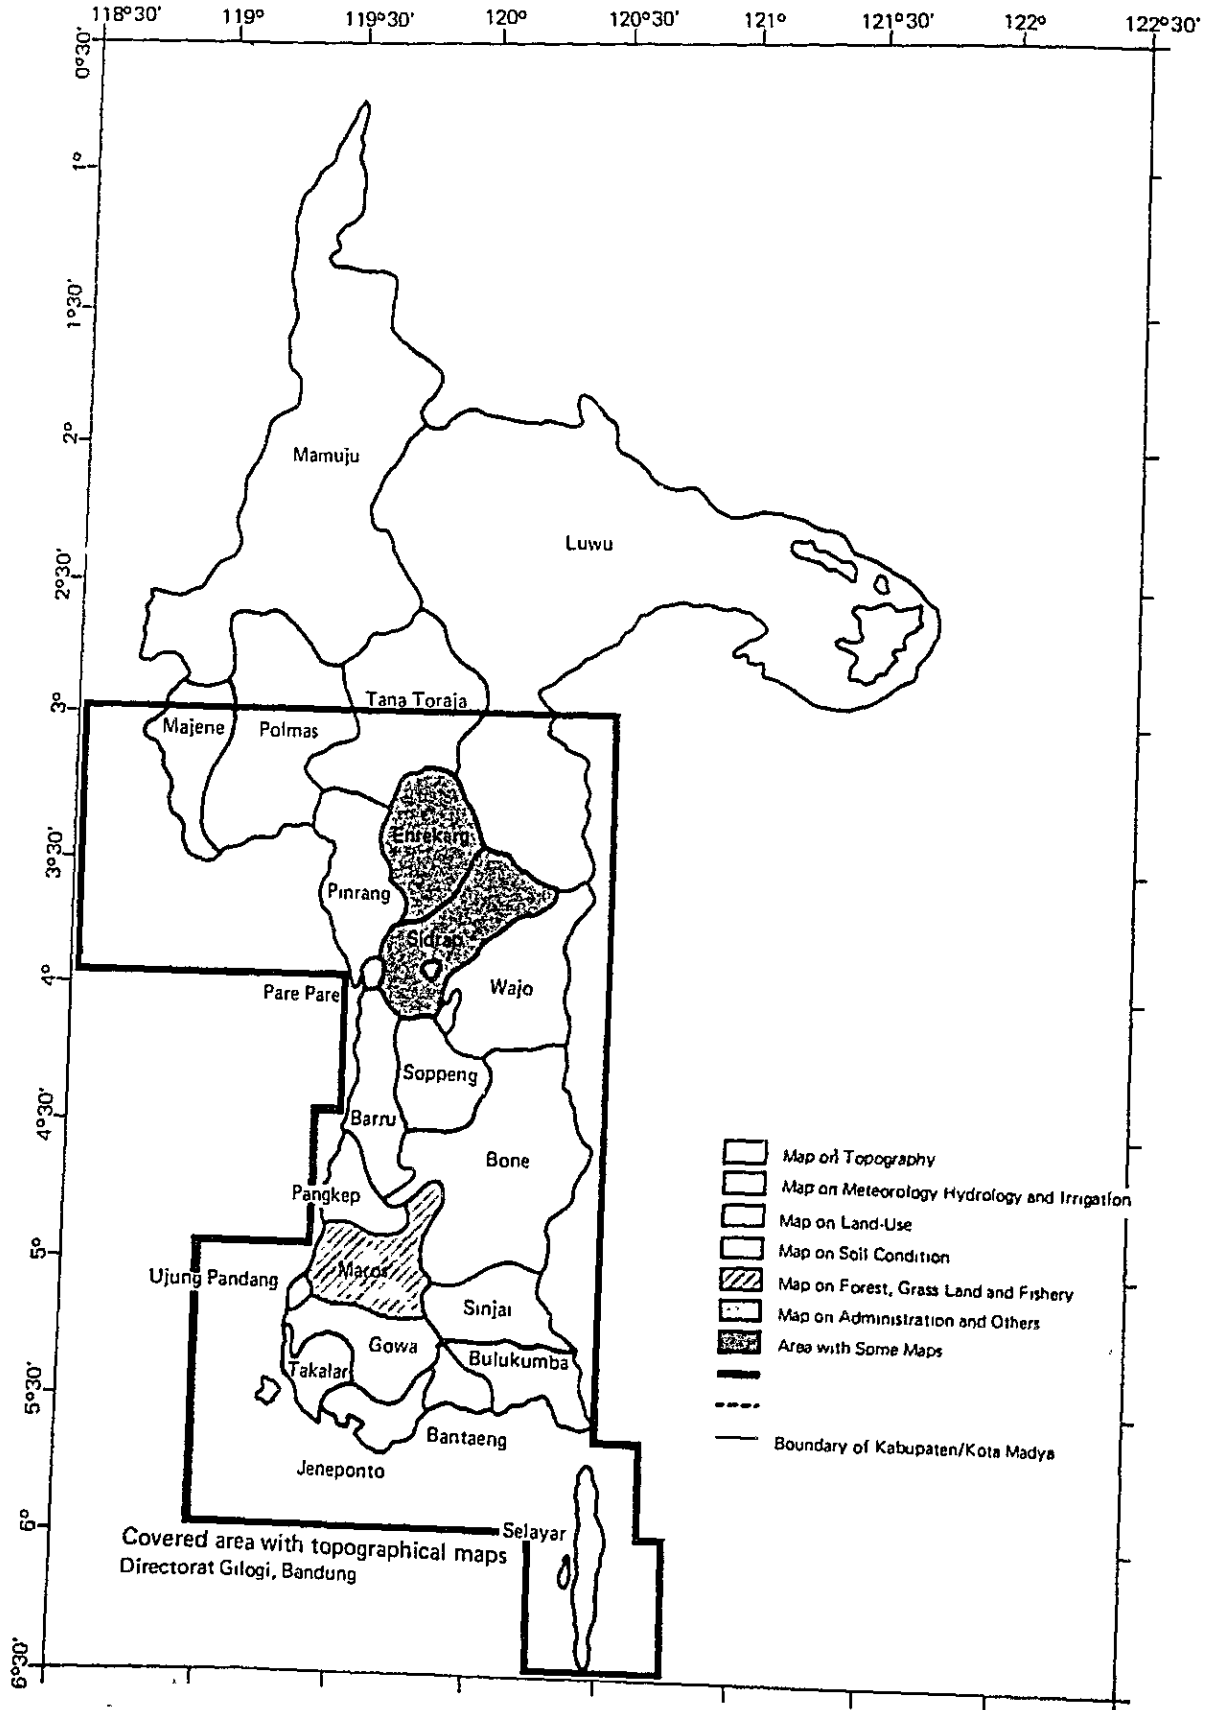 118°30' 119° 119°30' 120° 120°30' 121° 121°30' 122° 122°30'
0°30'
1°
1°30'
2°
Mamuju
Luwu
2°30'
3°
Tana Toraja
Majene
Polmas
Enrekang
3°30'
Pinrang
Sidrap
4°
Wajo
Pare Pare
Soppeng
4°30'
Barru
Bone
Pangkep
5°
Ujung Pandang
Maros
Sinjai
Gowa
Bulukumba
Takalar
5°30'
Bantaeng
Jeneponto
6°
Selayar
Covered area with topographical maps
Directorat Gilogi, Bandung
6°30'
Map on Topography
Map on Meteorology Hydrology and Irrigation
Map on Land-Use
Map on Soil Condition
Map on Forest, Grass Land and Fishery
Map on Administration and Others
Area with Some Maps
Boundary of Kabupaten/Kota Madya